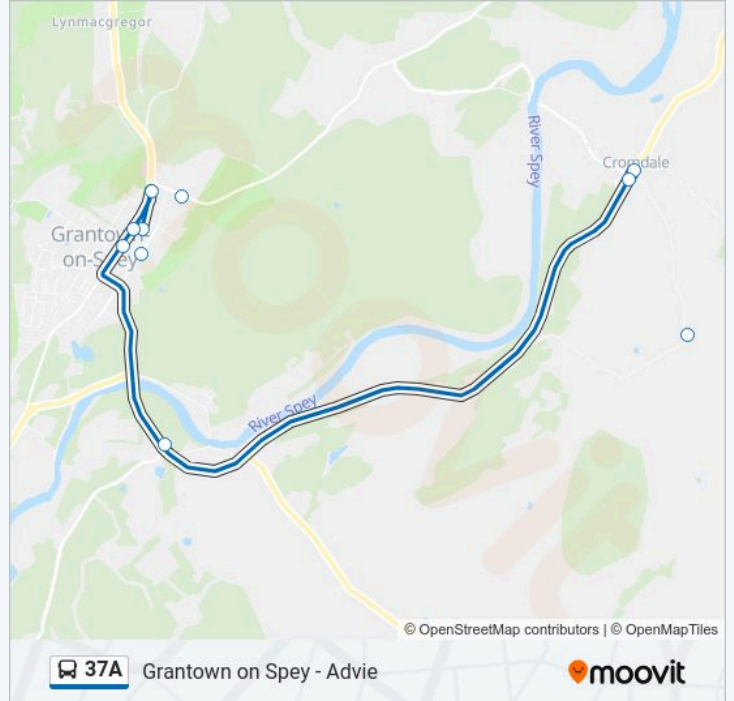 Lynmacgregor
River Spey
Cromdale
Grantown-
on-Spey
River Spey
© OpenStreetMap contributors | © OpenMapTiles
37A
Grantown on Spey - Advie
moovit